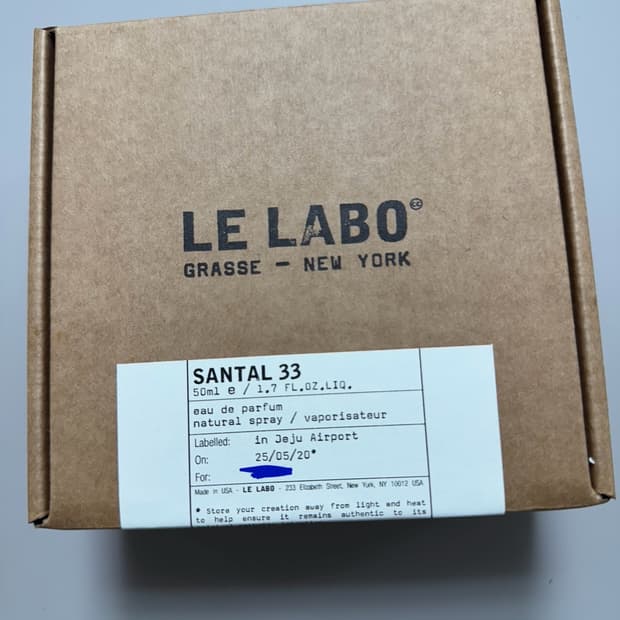 LE LABO
GRASSE — NEW YORK
SANTAL 33
50ml e / 1.7 FL.OZ.LIQ.
eau de parfum
natural spray / vaporisateur
Labelled: in Jeju Airport
On: 25/05/20*
For:
Made in USA - LE LABO - 233 Elizabeth Street, New York, NY 10012 USA
* Store your creation away from light and heat
to help ensure it remains authentic to its